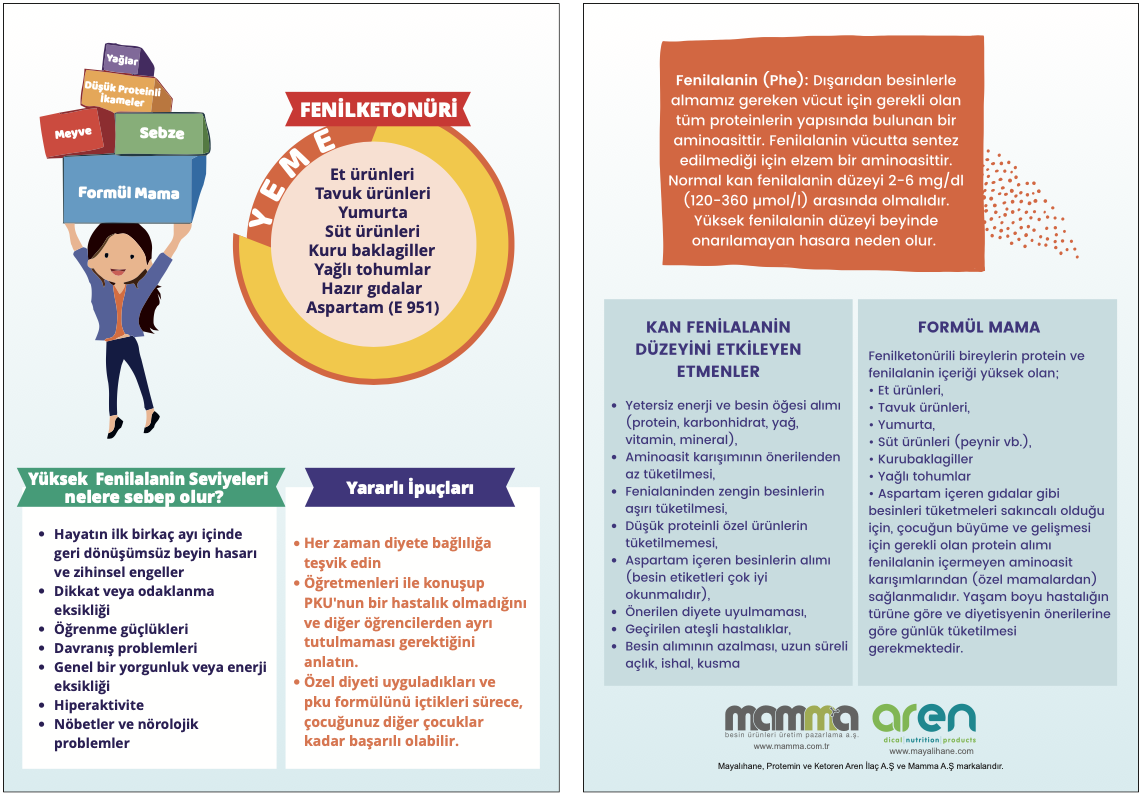 Yağlar
Düşük Proteinli
İkameler
Meyve
Sebze
Formül Mama
FENİLKETONÜRİ
YEME
Et ürünleri
Tavuk ürünleri
Yumurta
Süt ürünleri
Kuru baklagiller
Yağlı tohumlar
Hazır gıdalar
Aspartam (E 951)
Yüksek Fenilalanin Seviyeleri
nelere sebep olur?
• Hayatın ilk birkaç ayı içinde
geri dönüşümsüz beyin hasarı
ve zihinsel engeller
• Dikkat veya odaklanma
eksikliği
• Öğrenme güçlükleri
• Davranış problemleri
• Genel bir yorgunluk veya enerji
eksikliği
• Hiperaktivite
• Nöbetler ve nörolojik
problemler
Yararlı İpuçları
• Her zaman diyete bağlılığa
teşvik edin
• Öğretmenleri ile konuşup
PKU'nun bir hastalık olmadığını
ve diğer öğrencilerden ayrı
tutulmaması gerektiğini
anlatın.
• Özel diyeti uyguladıkları ve
pku formülünü içtikleri sürece,
çocuğunuz diğer çocuklar
kadar başarılı olabilir.
Fenilalanin (Phe): Dışarıdan besinlerle
almamız gereken vücut için gerekli olan
tüm proteinlerin yapısında bulunan bir
aminoasittir. Fenilalanin vücutta sentez
edilmediği için elzem bir aminoasittir.
Normal kan fenilalanin düzeyi 2-6 mg/dl
(120-360 µmol/l) arasında olmalıdır.
Yüksek fenilalanin düzeyi beyinde
onarılamayan hasara neden olur.
KAN FENİLALANİN
DÜZEYİNİ ETKİLEYEN
ETMENLER
• Yetersiz enerji ve besin öğesi alımı
(protein, karbonhidrat, yağ,
vitamin, mineral),
• Aminoasit karışımının önerilenden
az tüketilmesi,
• Fenialaninden zengin besinlerin
aşırı tüketilmesi,
• Düşük proteinli özel ürünlerin
tüketilmemesi,
• Aspartam içeren besinlerin alımı
(besin etiketleri çok iyi
okunmalıdır),
• Önerilen diyete uyulmaması,
• Geçirilen ateşli hastalıklar,
• Besin alımının azalması, uzun süreli
açlık, ishal, kusma
FORMÜL MAMA
Fenilketonürili bireylerin protein ve
fenilalanin içeriği yüksek olan;
• Et ürünleri,
• Tavuk ürünleri,
• Yumurta,
• Süt ürünleri (peynir vb.),
• Kurubaklagiller
• Yağlı tohumlar
• Aspartam içeren gıdalar gibi
besinleri tüketmeleri sakıncalı olduğu
için, çocuğun büyüme ve gelişmesi
için gerekli olan protein alımı
fenilalanin içermeyen aminoasit
karışımlarından (özel mamalardan)
sağlanmalıdır. Yaşam boyu hastalığın
türüne göre ve diyetisyenin önerilerine
göre günlük tüketilmesi
gerekmektedir.
mamma
besin ürünleri üretim pazarlama a.ş.
www.mamma.com.tr
aren
dical|nutrition|products
www.mayalihane.com
Mayalıhane, Protemin ve Ketoren Aren İlaç A.Ş ve Mamma A.Ş markalarıdır.